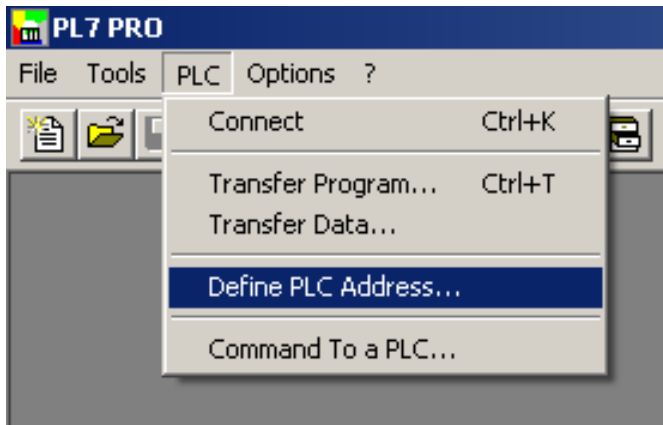 PL7 PRO
File Tools PLC Options ?
Connect Ctrl+K
Transfer Program... Ctrl+T
Transfer Data...
Define PLC Address...
Command To a PLC...